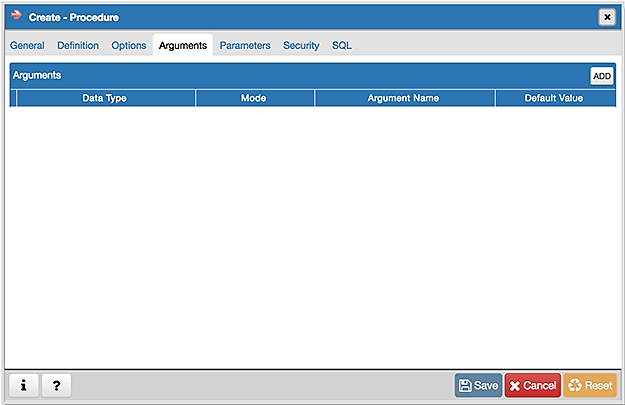 Create - Procedure
General Definition Options Arguments Parameters Security SQL
Arguments ADD
Data Type Mode Argument Name Default Value
i ? Save Cancel Reset